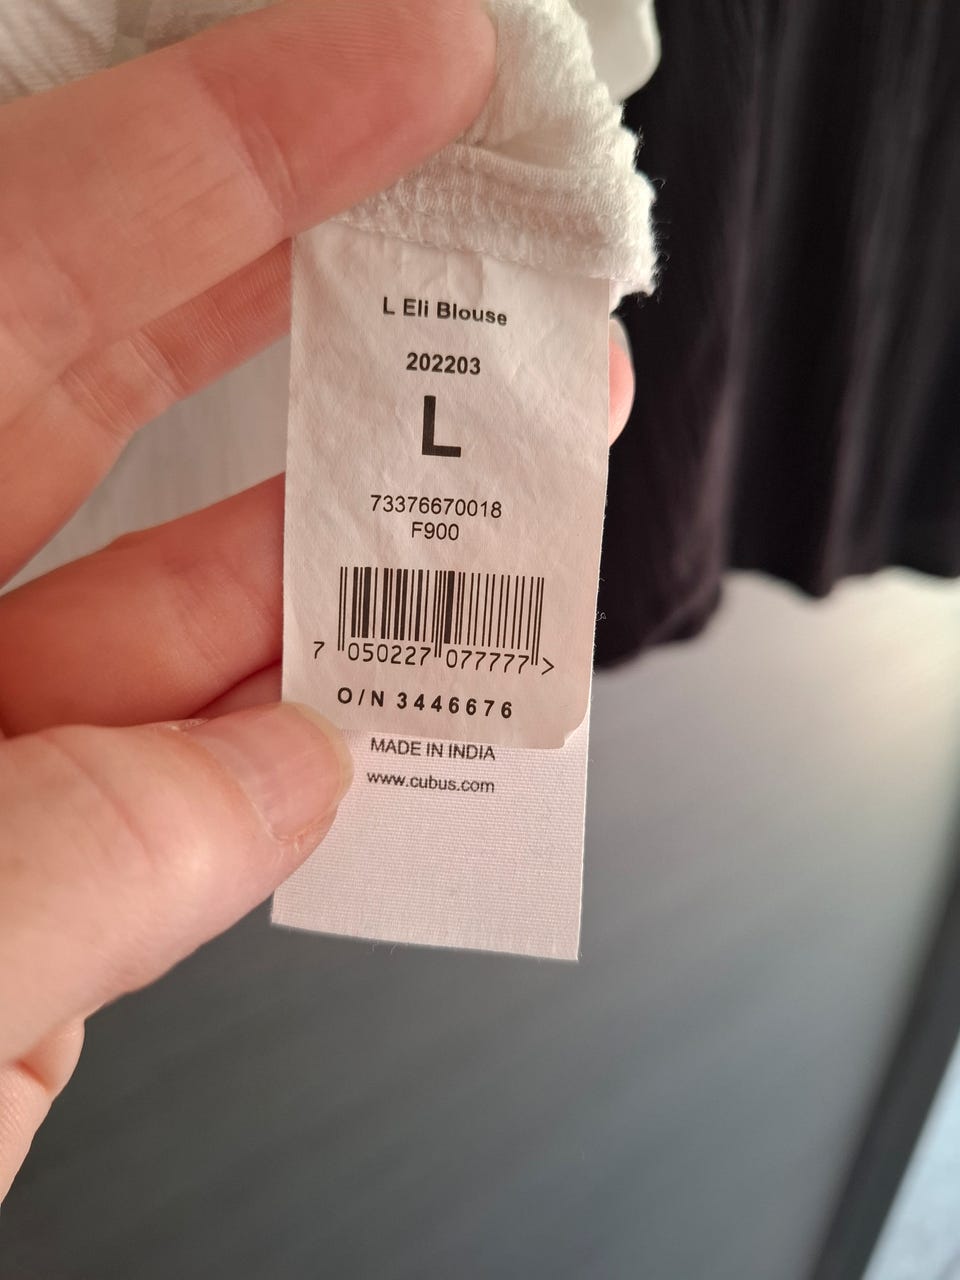 L Eli Blouse
202203
L
73376670018
F900
7 050227 077777 >
O/N 3446676
MADE IN INDIA
www.cubus.com